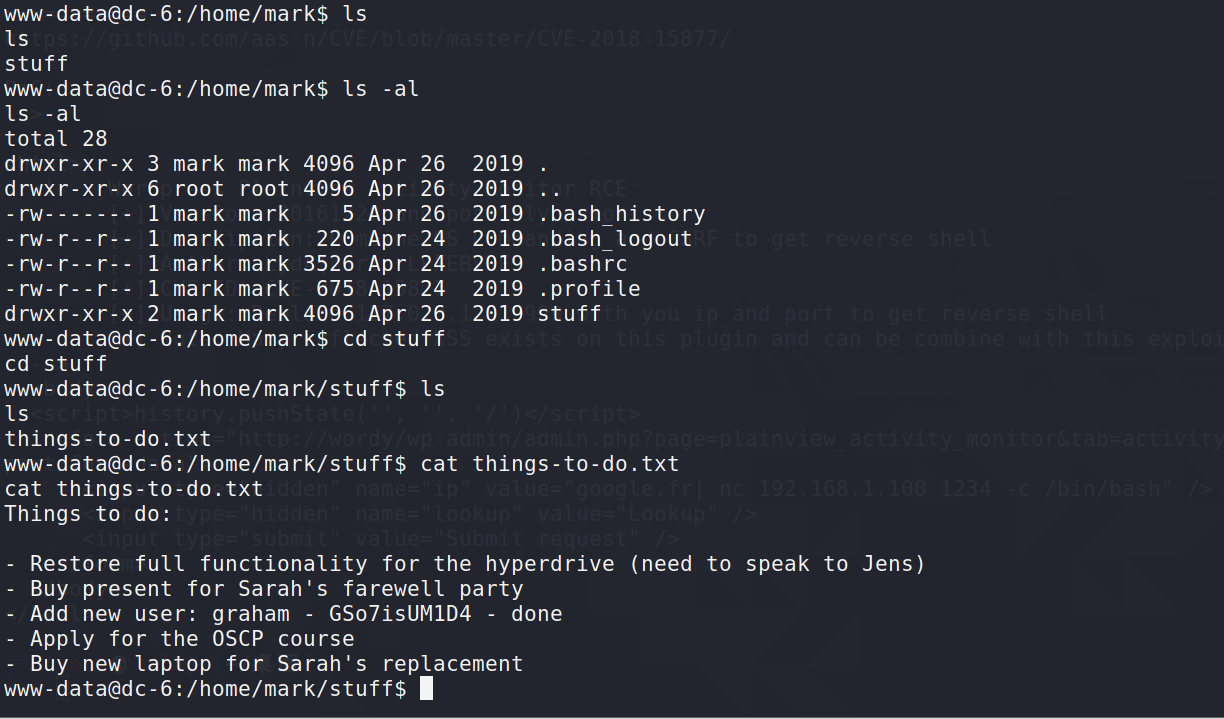 www-data@dc-6:/home/mark$ ls
ls
stuff
www-data@dc-6:/home/mark$ ls -al
ls -al
total 28
drwxr-xr-x 3 mark mark 4096 Apr 26  2019 .
drwxr-xr-x 6 root root 4096 Apr 26  2019 ..
-rw------- 1 mark mark    5 Apr 26  2019 .bash_history
-rw-r--r-- 1 mark mark  220 Apr 24  2019 .bash_logout
-rw-r--r-- 1 mark mark 3526 Apr 24  2019 .bashrc
-rw-r--r-- 1 mark mark  675 Apr 24  2019 .profile
drwxr-xr-x 2 mark mark 4096 Apr 26  2019 stuff
www-data@dc-6:/home/mark$ cd stuff
cd stuff
www-data@dc-6:/home/mark/stuff$ ls
ls
things-to-do.txt
www-data@dc-6:/home/mark/stuff$ cat things-to-do.txt
cat things-to-do.txt
Things to do:

- Restore full functionality for the hyperdrive (need to speak to Jens)
- Buy present for Sarah's farewell party
- Add new user: graham - GSo7isUM1D4 - done
- Apply for the OSCP course
- Buy new laptop for Sarah's replacement
www-data@dc-6:/home/mark/stuff$